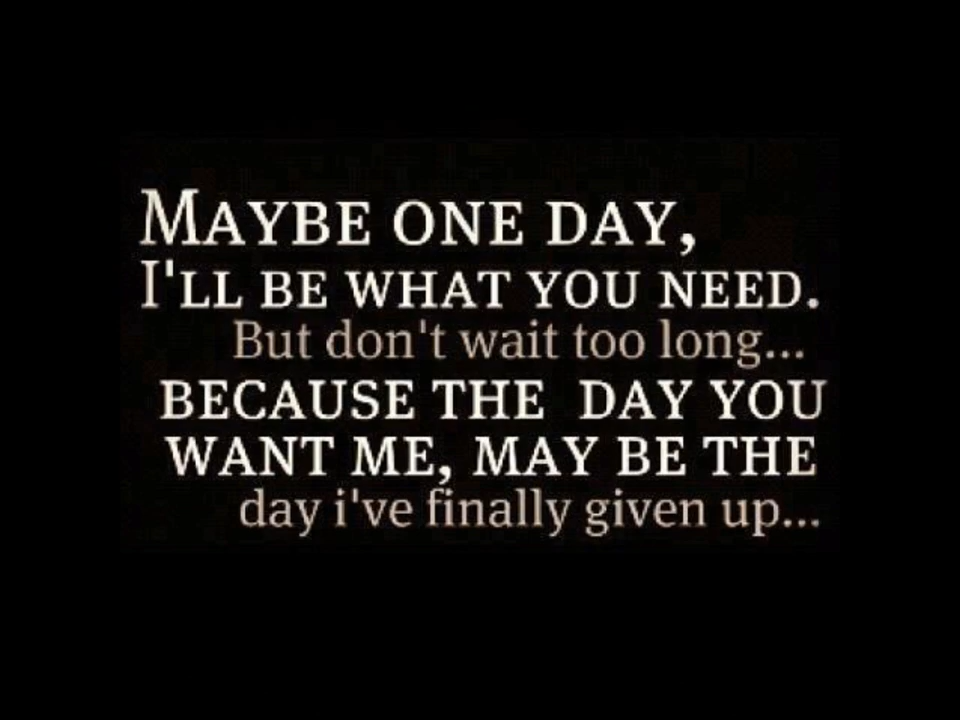 MAYBE ONE DAY,
I'LL BE WHAT YOU NEED.
But don't wait too long...
BECAUSE THE DAY YOU
WANT ME, MAY BE THE
day i've finally given up...